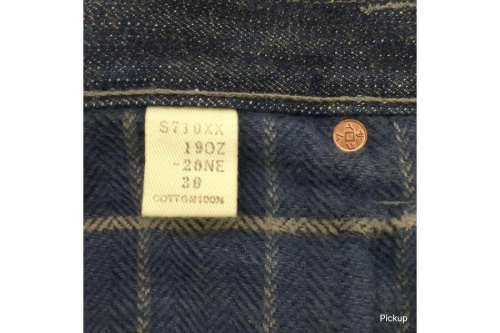 S710XX
19OZ
-20NE
30
COTTON100%
Pickup